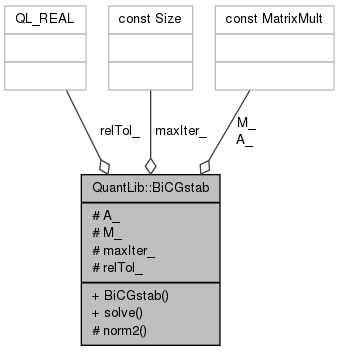 QL_REAL
const Size
const MatrixMult
relTol_
maxIter_
M_
A_
QuantLib::BiCGstab
# A_
# M_
# maxIter_
# relTol_
+ BiCGstab()
+ solve()
# norm2()